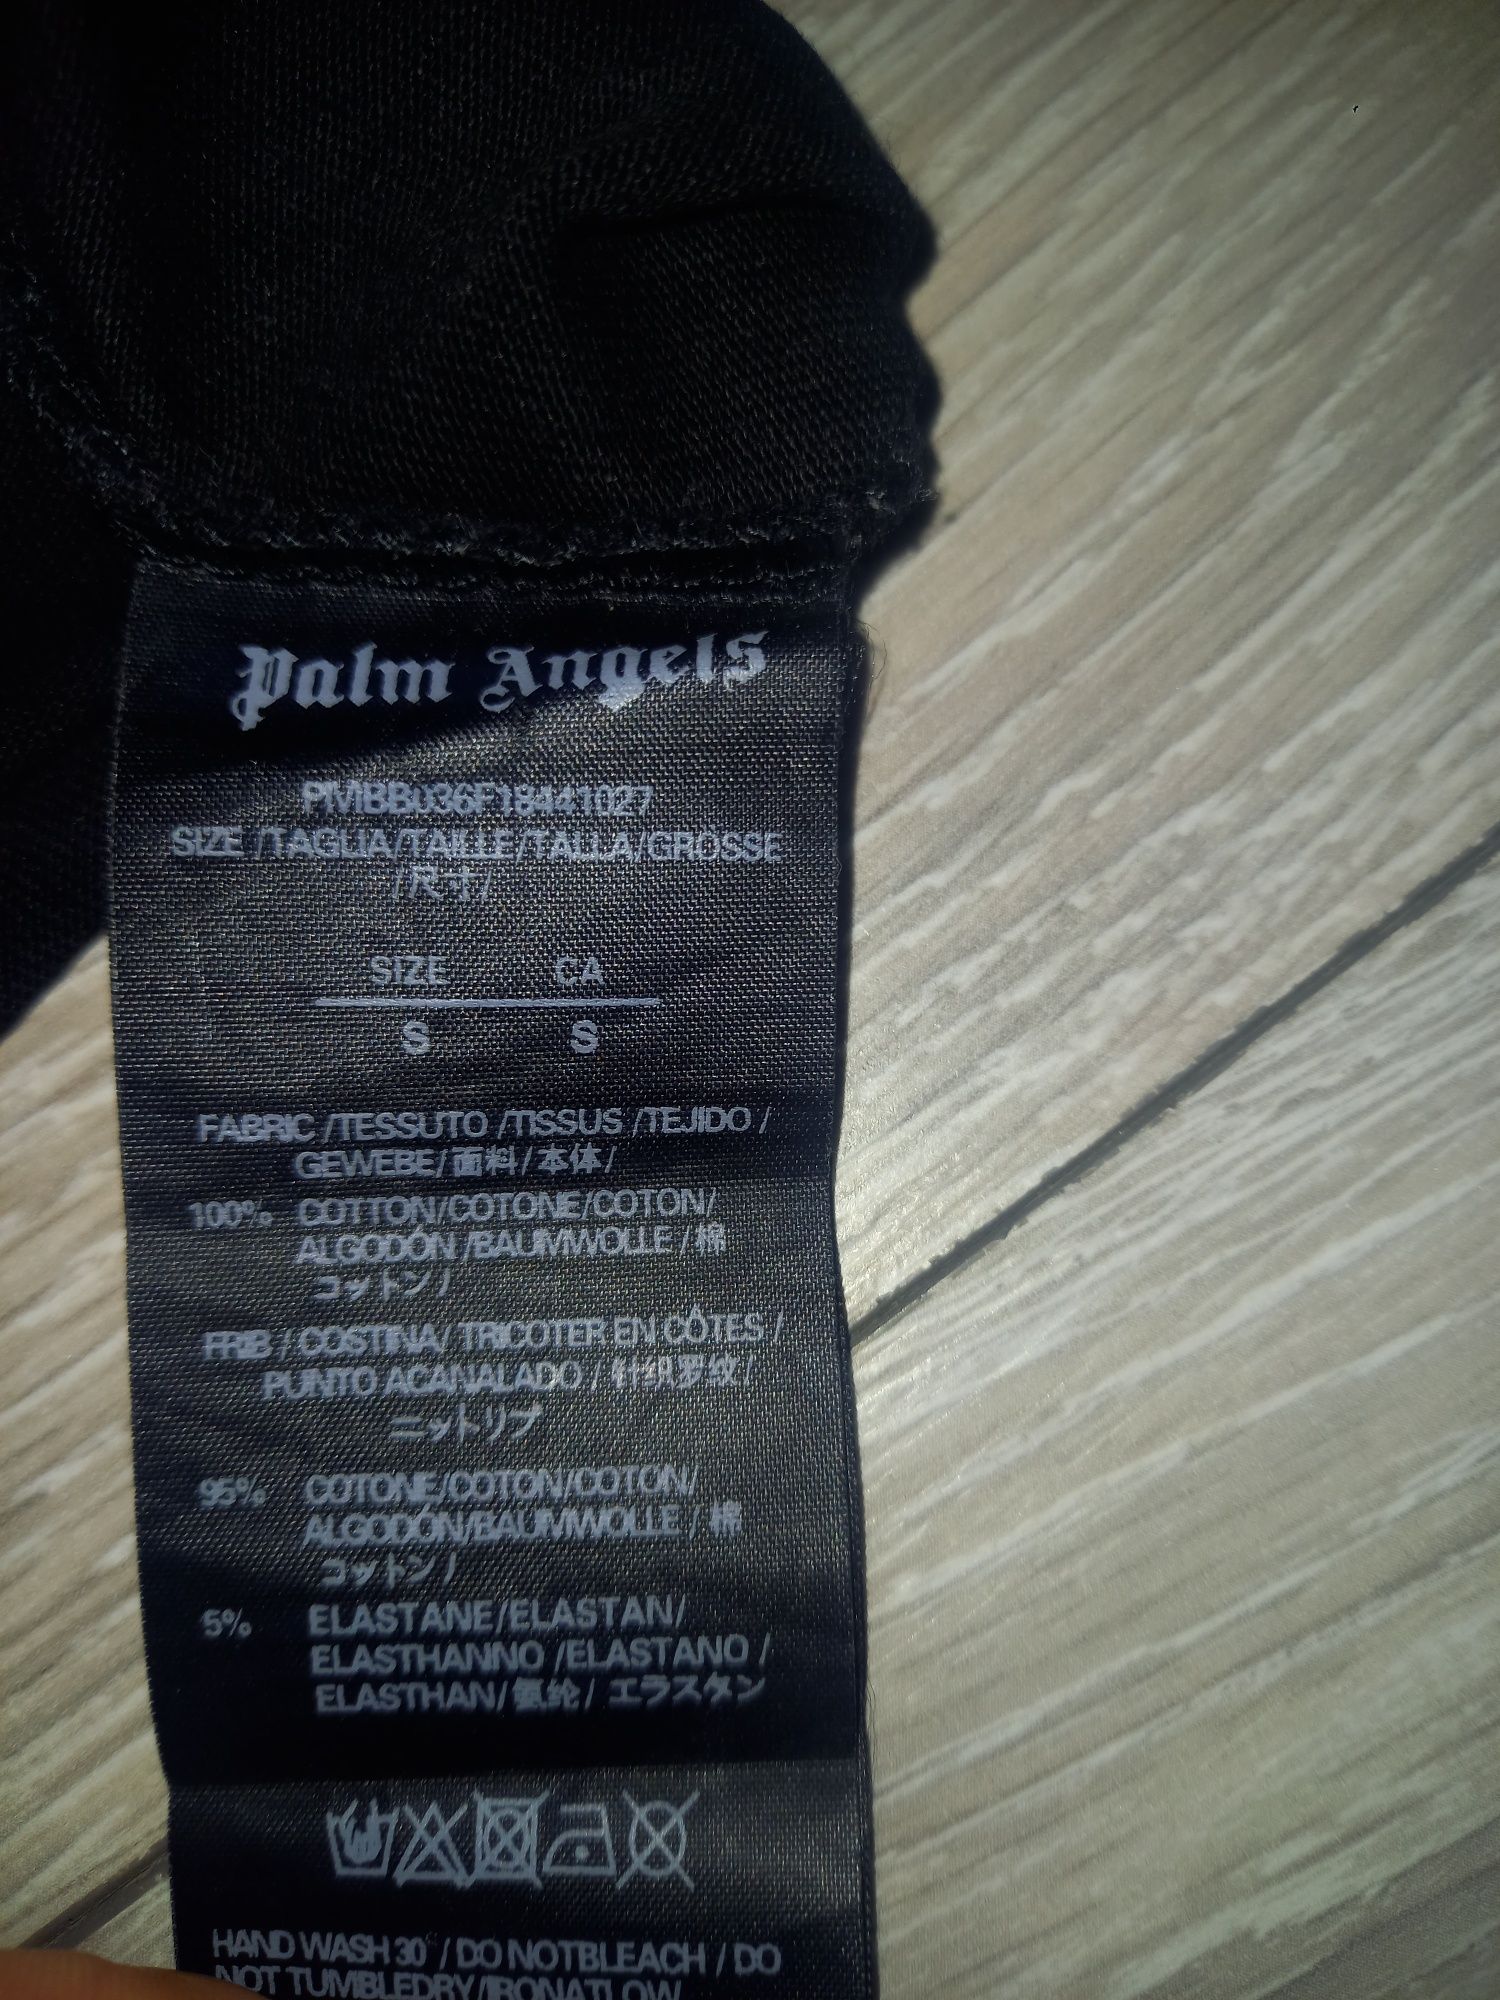 Palm Angels
PMBBJ36F18441027
SIZE /TAGLIA/TAILLE/TALLA/GROSSE
/尺寸/
SIZE CA
S S
FABRIC /TESSUTO /TISSUS /TEJIDO /
GEWEBE/面料/本体/
100% COTTON/COTONE/COTON/
ALGODÓN /BAUMWOLLE /棉
コットン/
FRIB / COSTINA/ TRICOTER EN CÔTES /
PUNTO ACANALADO / 针织罗纹/
ニットリブ
95% COTONE/COTON/COTON/
ALGODÓN/BAUMWOLLE / 棉
コットン/
5% ELASTANE/ELASTAN/
ELASTHANNO /ELASTANO /
ELASTHAN/氨纶/ エラスタン
HAND WASH 30 / DO NOTBLEACH / DO
NOT TUMBLEDRY/IRONATLOW